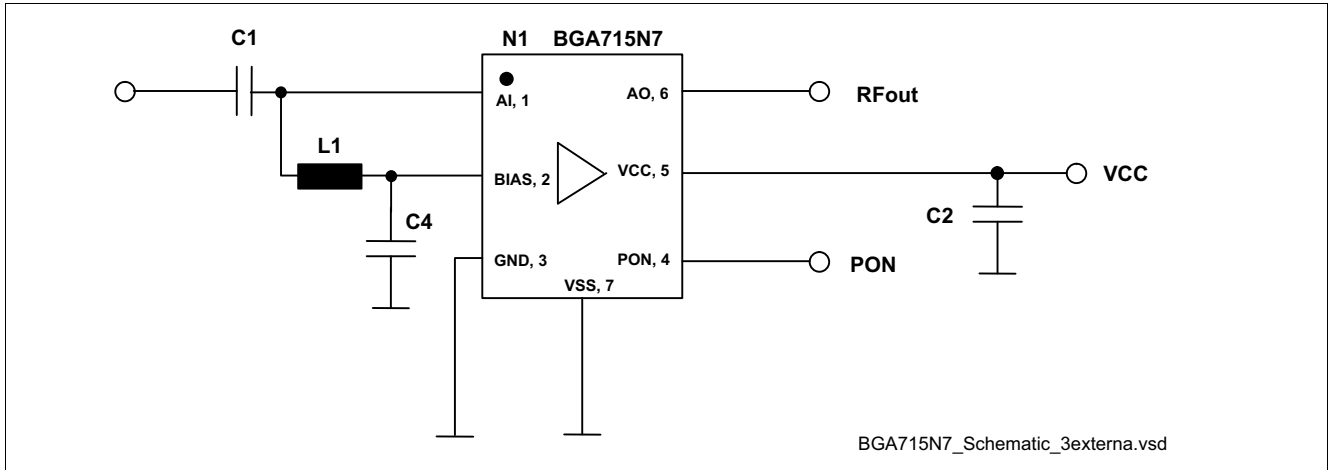 C1
N1 BGA715N7
AI, 1
AO, 6
RFout
L1
BIAS, 2
VCC, 5
VCC
C4
C2
GND, 3
PON, 4
PON
VSS, 7
BGA715N7_Schematic_3externa.vsd